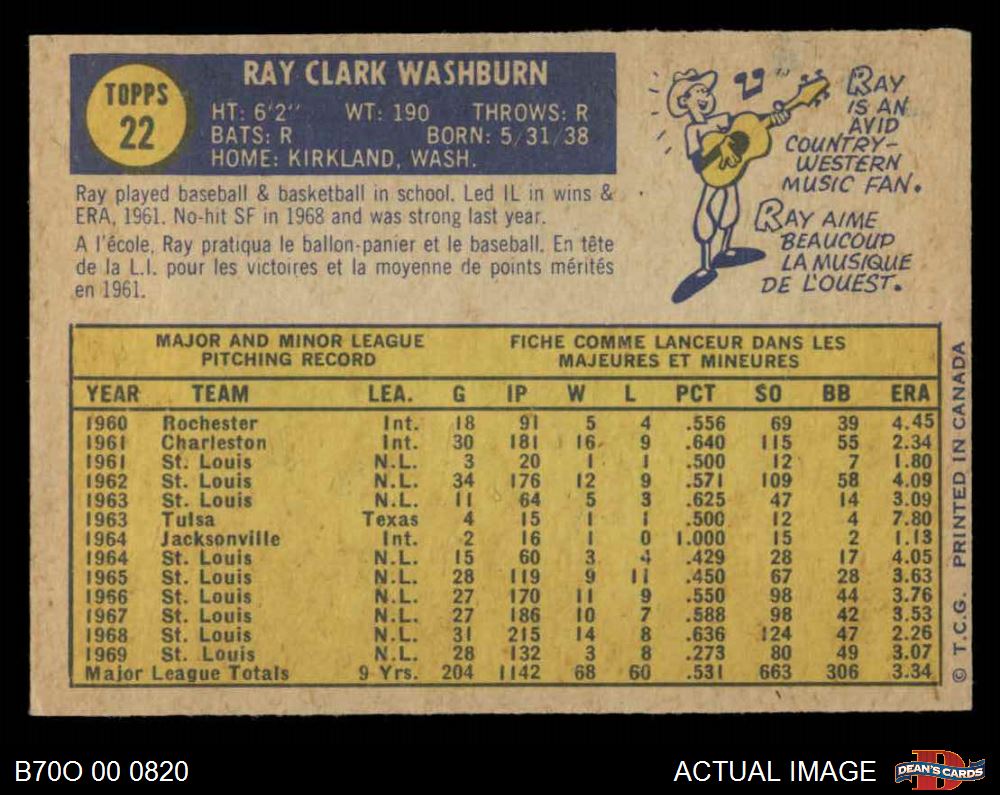 TOPPS
22
RAY CLARK WASHBURN
HT: 6'2" WT: 190 THROWS: R
BATS: R BORN: 5/31/38
HOME: KIRKLAND, WASH.
Ray played baseball & basketball in school. Led IL in wins &
ERA, 1961. No-hit SF in 1968 and was strong last year.
A l'école, Ray pratiqua le ballon-panier et le baseball. En tête
de la L.I. pour les victoires et la moyenne de points mérités
en 1961.
RAY
IS AN
AVID
COUNTRY-
WESTERN
MUSIC FAN.
RAY AIME
BEAUCOUP
LA MUSIQUE
DE L'OUEST.
MAJOR AND MINOR LEAGUE
PITCHING RECORD
FICHE COMME LANCEUR DANS LES
MAJEURES ET MINEURES
YEAR TEAM LEA. G IP W L PCT SO BB ERA
1960 Rochester Int. 18 91 5 4 .556 69 39 4.45
1961 Charleston Int. 30 181 16 9 .640 115 55 2.34
1961 St. Louis N.L. 3 20 1 1 .500 12 7 1.80
1962 St. Louis N.L. 34 176 12 9 .571 109 58 4.09
1963 St. Louis N.L. 11 64 5 3 .625 47 14 3.09
1963 Tulsa Texas 4 15 1 1 .500 12 4 7.80
1964 Jacksonville Int. 2 16 1 0 1.000 15 2 1.13
1964 St. Louis N.L. 15 60 3 4 .429 28 17 4.05
1965 St. Louis N.L. 28 119 9 11 .450 67 28 3.63
1966 St. Louis N.L. 27 170 11 9 .550 98 44 3.76
1967 St. Louis N.L. 27 186 10 7 .588 98 42 3.53
1968 St. Louis N.L. 31 215 14 8 .636 124 47 2.26
1969 St. Louis N.L. 28 132 3 8 .273 80 49 3.07
Major League Totals 9 Yrs. 204 1142 68 60 .531 663 306 3.34
© T.C.G. PRINTED IN CANADA
B70O 00 0820
ACTUAL IMAGE
D
DEAN'S CARDS